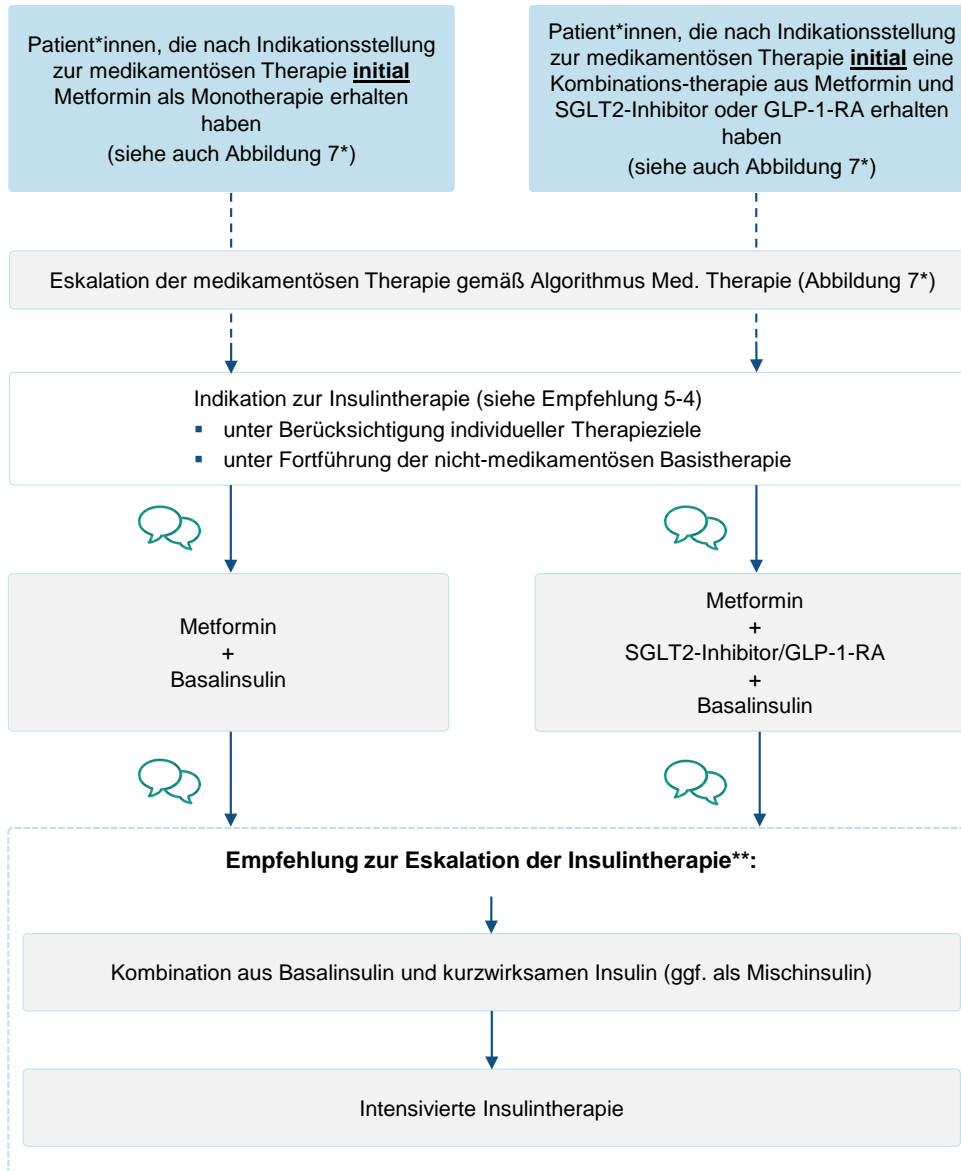 Patient*innen, die nach Indikationsstellung
zur medikamentösen Therapie initial
Metformin als Monotherapie erhalten
haben
(siehe auch Abbildung 7*)
Patient*innen, die nach Indikationsstellung
zur medikamentösen Therapie initial eine
Kombinations-therapie aus Metformin und
SGLT2-Inhibitor oder GLP-1-RA erhalten
haben
(siehe auch Abbildung 7*)
Eskalation der medikamentösen Therapie gemäß Algorithmus Med. Therapie (Abbildung 7*)
Indikation zur Insulintherapie (siehe Empfehlung 5-4)
▪ unter Berücksichtigung individueller Therapieziele
▪ unter Fortführung der nicht-medikamentösen Basistherapie
Metformin
+
Basalinsulin
Metformin
+
SGLT2-Inhibitor/GLP-1-RA
+
Basalinsulin
Empfehlung zur Eskalation der Insulintherapie**:
Kombination aus Basalinsulin und kurzwirksamen Insulin (ggf. als Mischinsulin)
Intensivierte Insulintherapie